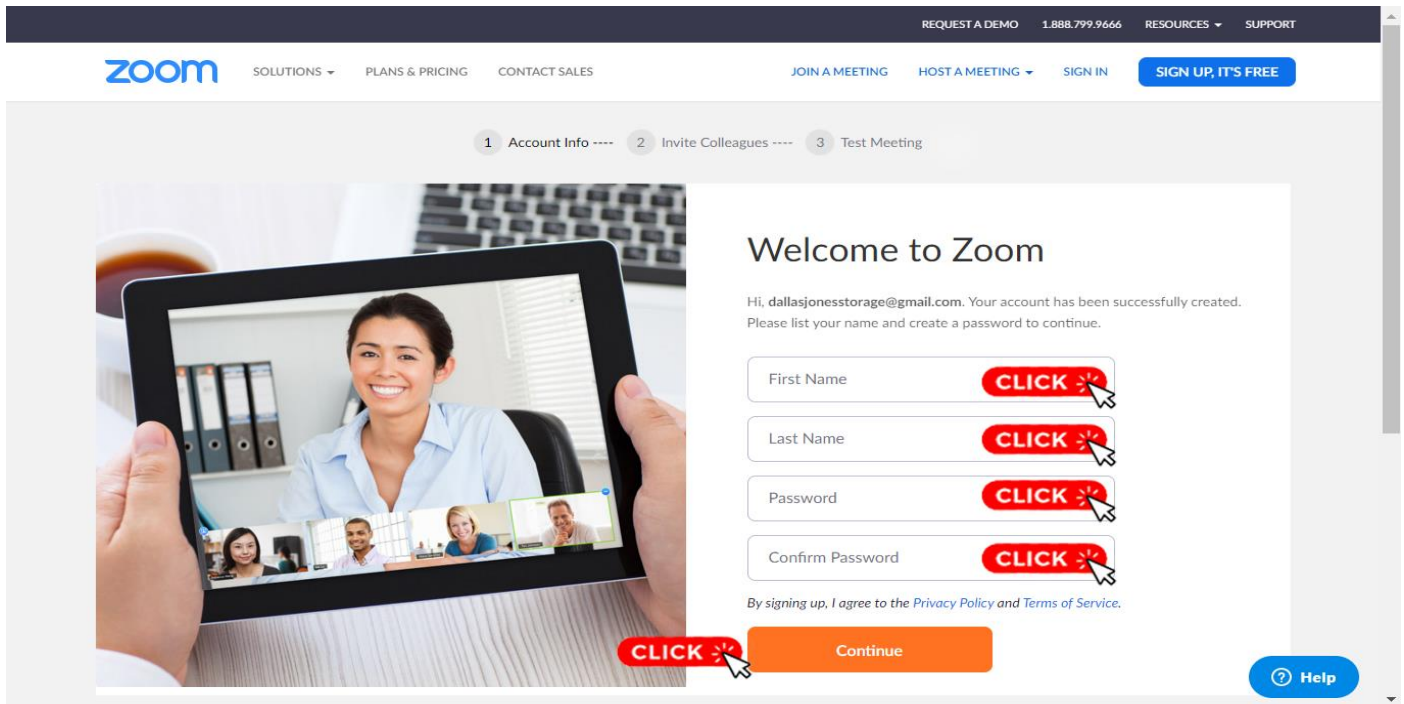 REQUEST A DEMO 1.888.799.9666 RESOURCES SUPPORT
zoom SOLUTIONS PLANS & PRICING CONTACT SALES JOIN A MEETING HOST A MEETING SIGN IN SIGN UP, IT'S FREE
1 Account Info ---- 2 Invite Colleagues ---- 3 Test Meeting
Welcome to Zoom
Hi, dallasjonesstorage@gmail.com. Your account has been successfully created.
Please list your name and create a password to continue.
First Name CLICK
Last Name CLICK
Password CLICK
Confirm Password CLICK
By signing up, I agree to the Privacy Policy and Terms of Service.
CLICK Continue
? Help